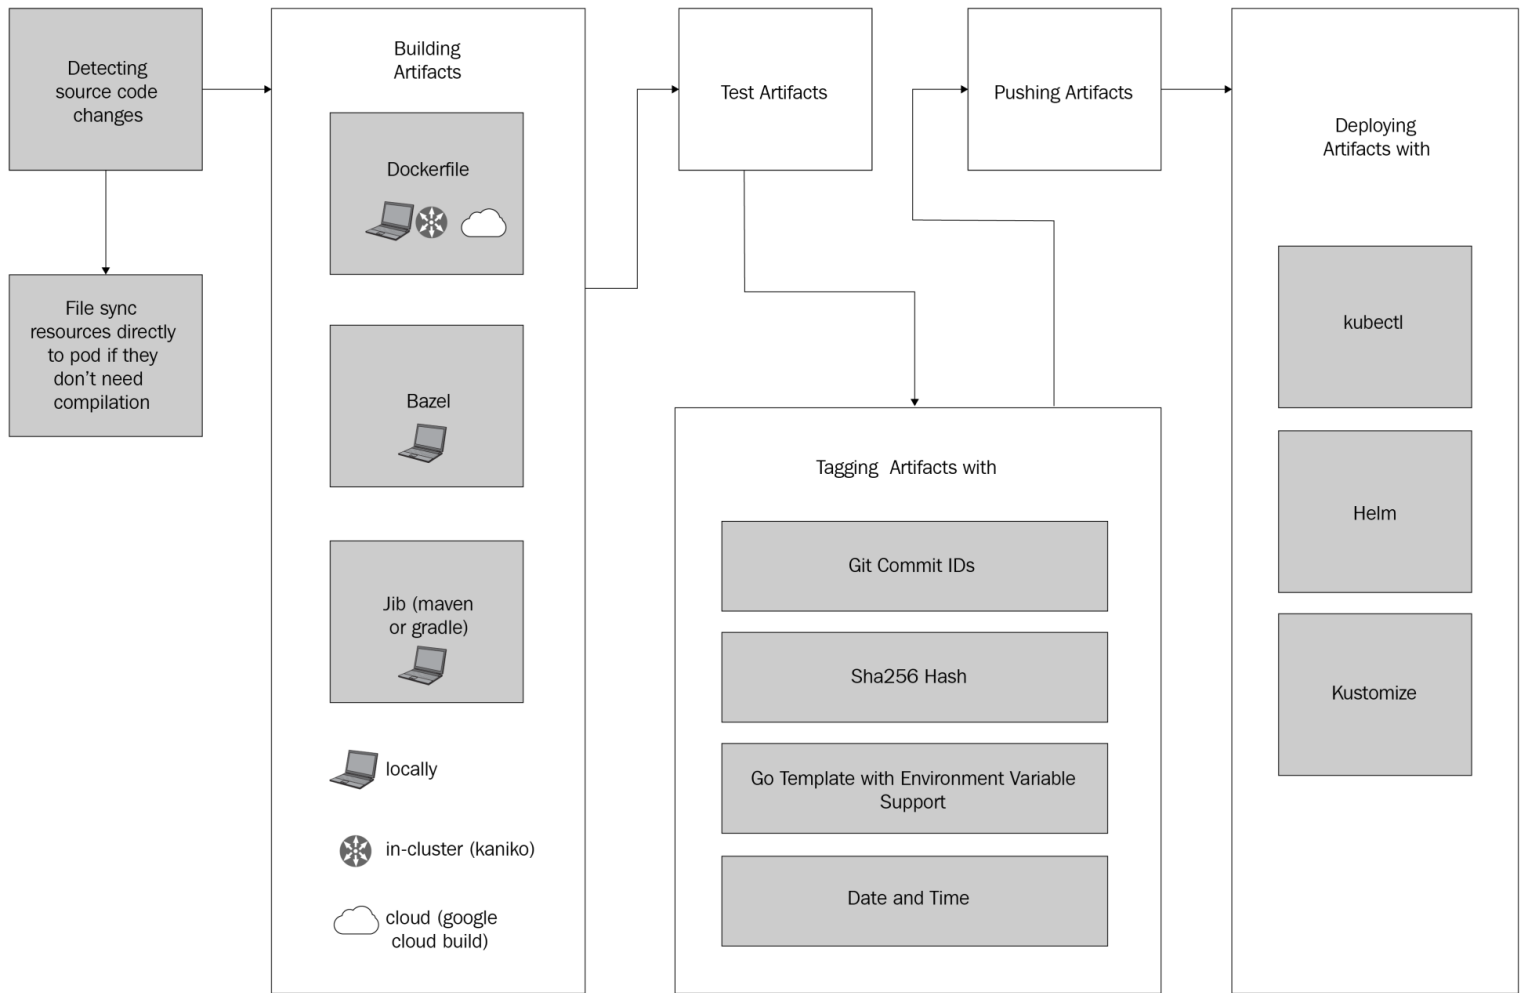 Detecting
source code
changes
File sync
resources directly
to pod if they
don't need
compilation
Building
Artifacts
Dockerfile
Bazel
Jib (maven
or gradle)
locally
in-cluster (kaniko)
cloud (google
cloud build)
Test Artifacts
Tagging Artifacts with
Git Commit IDs
Sha256 Hash
Go Template with Environment Variable
Support
Date and Time
Pushing Artifacts
Deploying
Artifacts with
kubectl
Helm
Kustomize